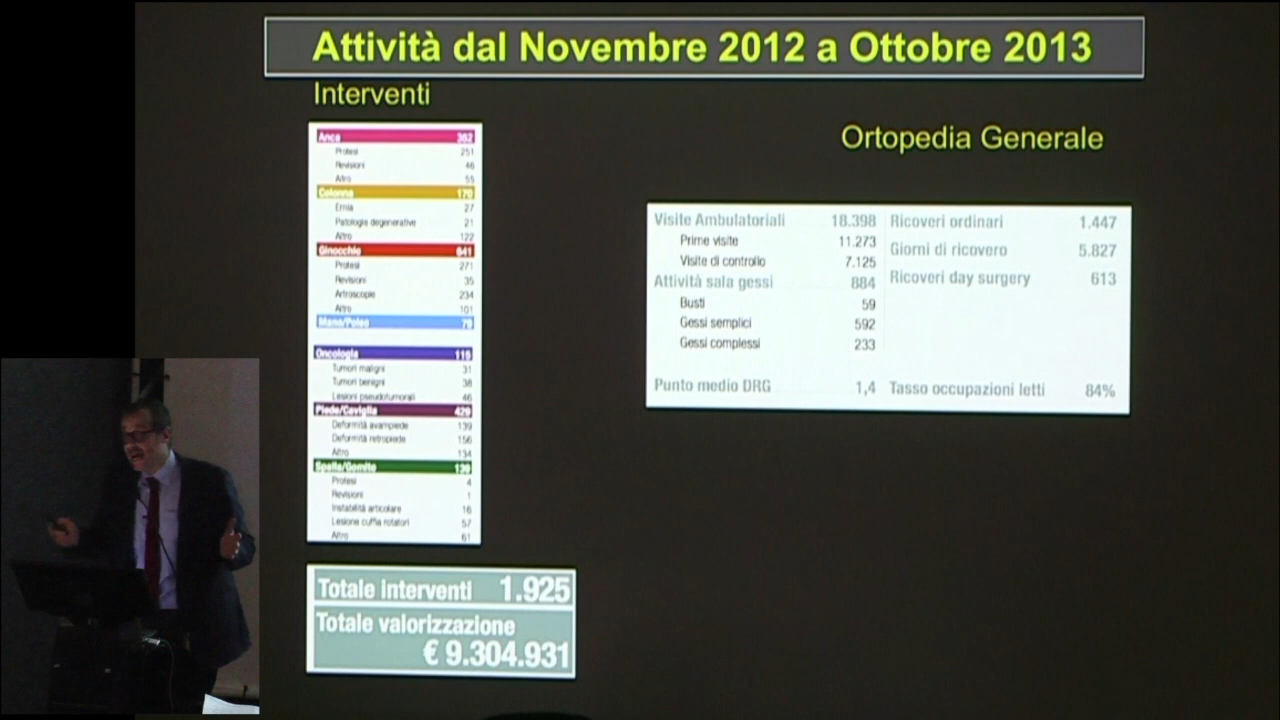 Attività dal Novembre 2012 a Ottobre 2013
Interventi
Anca 352
Protesi 251
Revisioni 46
Altro 55
Colonna 170
Ernia 27
Patologie degenerative 21
Altro 122
Ginocchio 641
Protesi 271
Revisioni 35
Artroscopie 234
Altro 101
Mano/Polso 79
Oncologia 115
Tumori maligni 31
Tumori benigni 38
Lesioni pseudotumorali 46
Piede/Caviglia 429
Deformità avampiede 139
Deformità retropiede 156
Altro 134
Spalla/Gomito 139
Protesi 4
Revisioni 1
Instabilità articolare 16
Lesione cuffia rotatori 57
Altro 61
Totale interventi 1.925
Totale valorizzazione
€ 9.304.931
Ortopedia Generale
Visite Ambulatoriali 18.398 Ricoveri ordinari 1.447
Prime visite 11.273
Giorni di ricovero 5.827
Visite di controllo 7.125
Attività sala gessi 884 Ricoveri day surgery 613
Busti 59
Gessi semplici 592
Gessi complessi 233
Punto medio DRG 1,4 Tasso occupazioni letti 84%